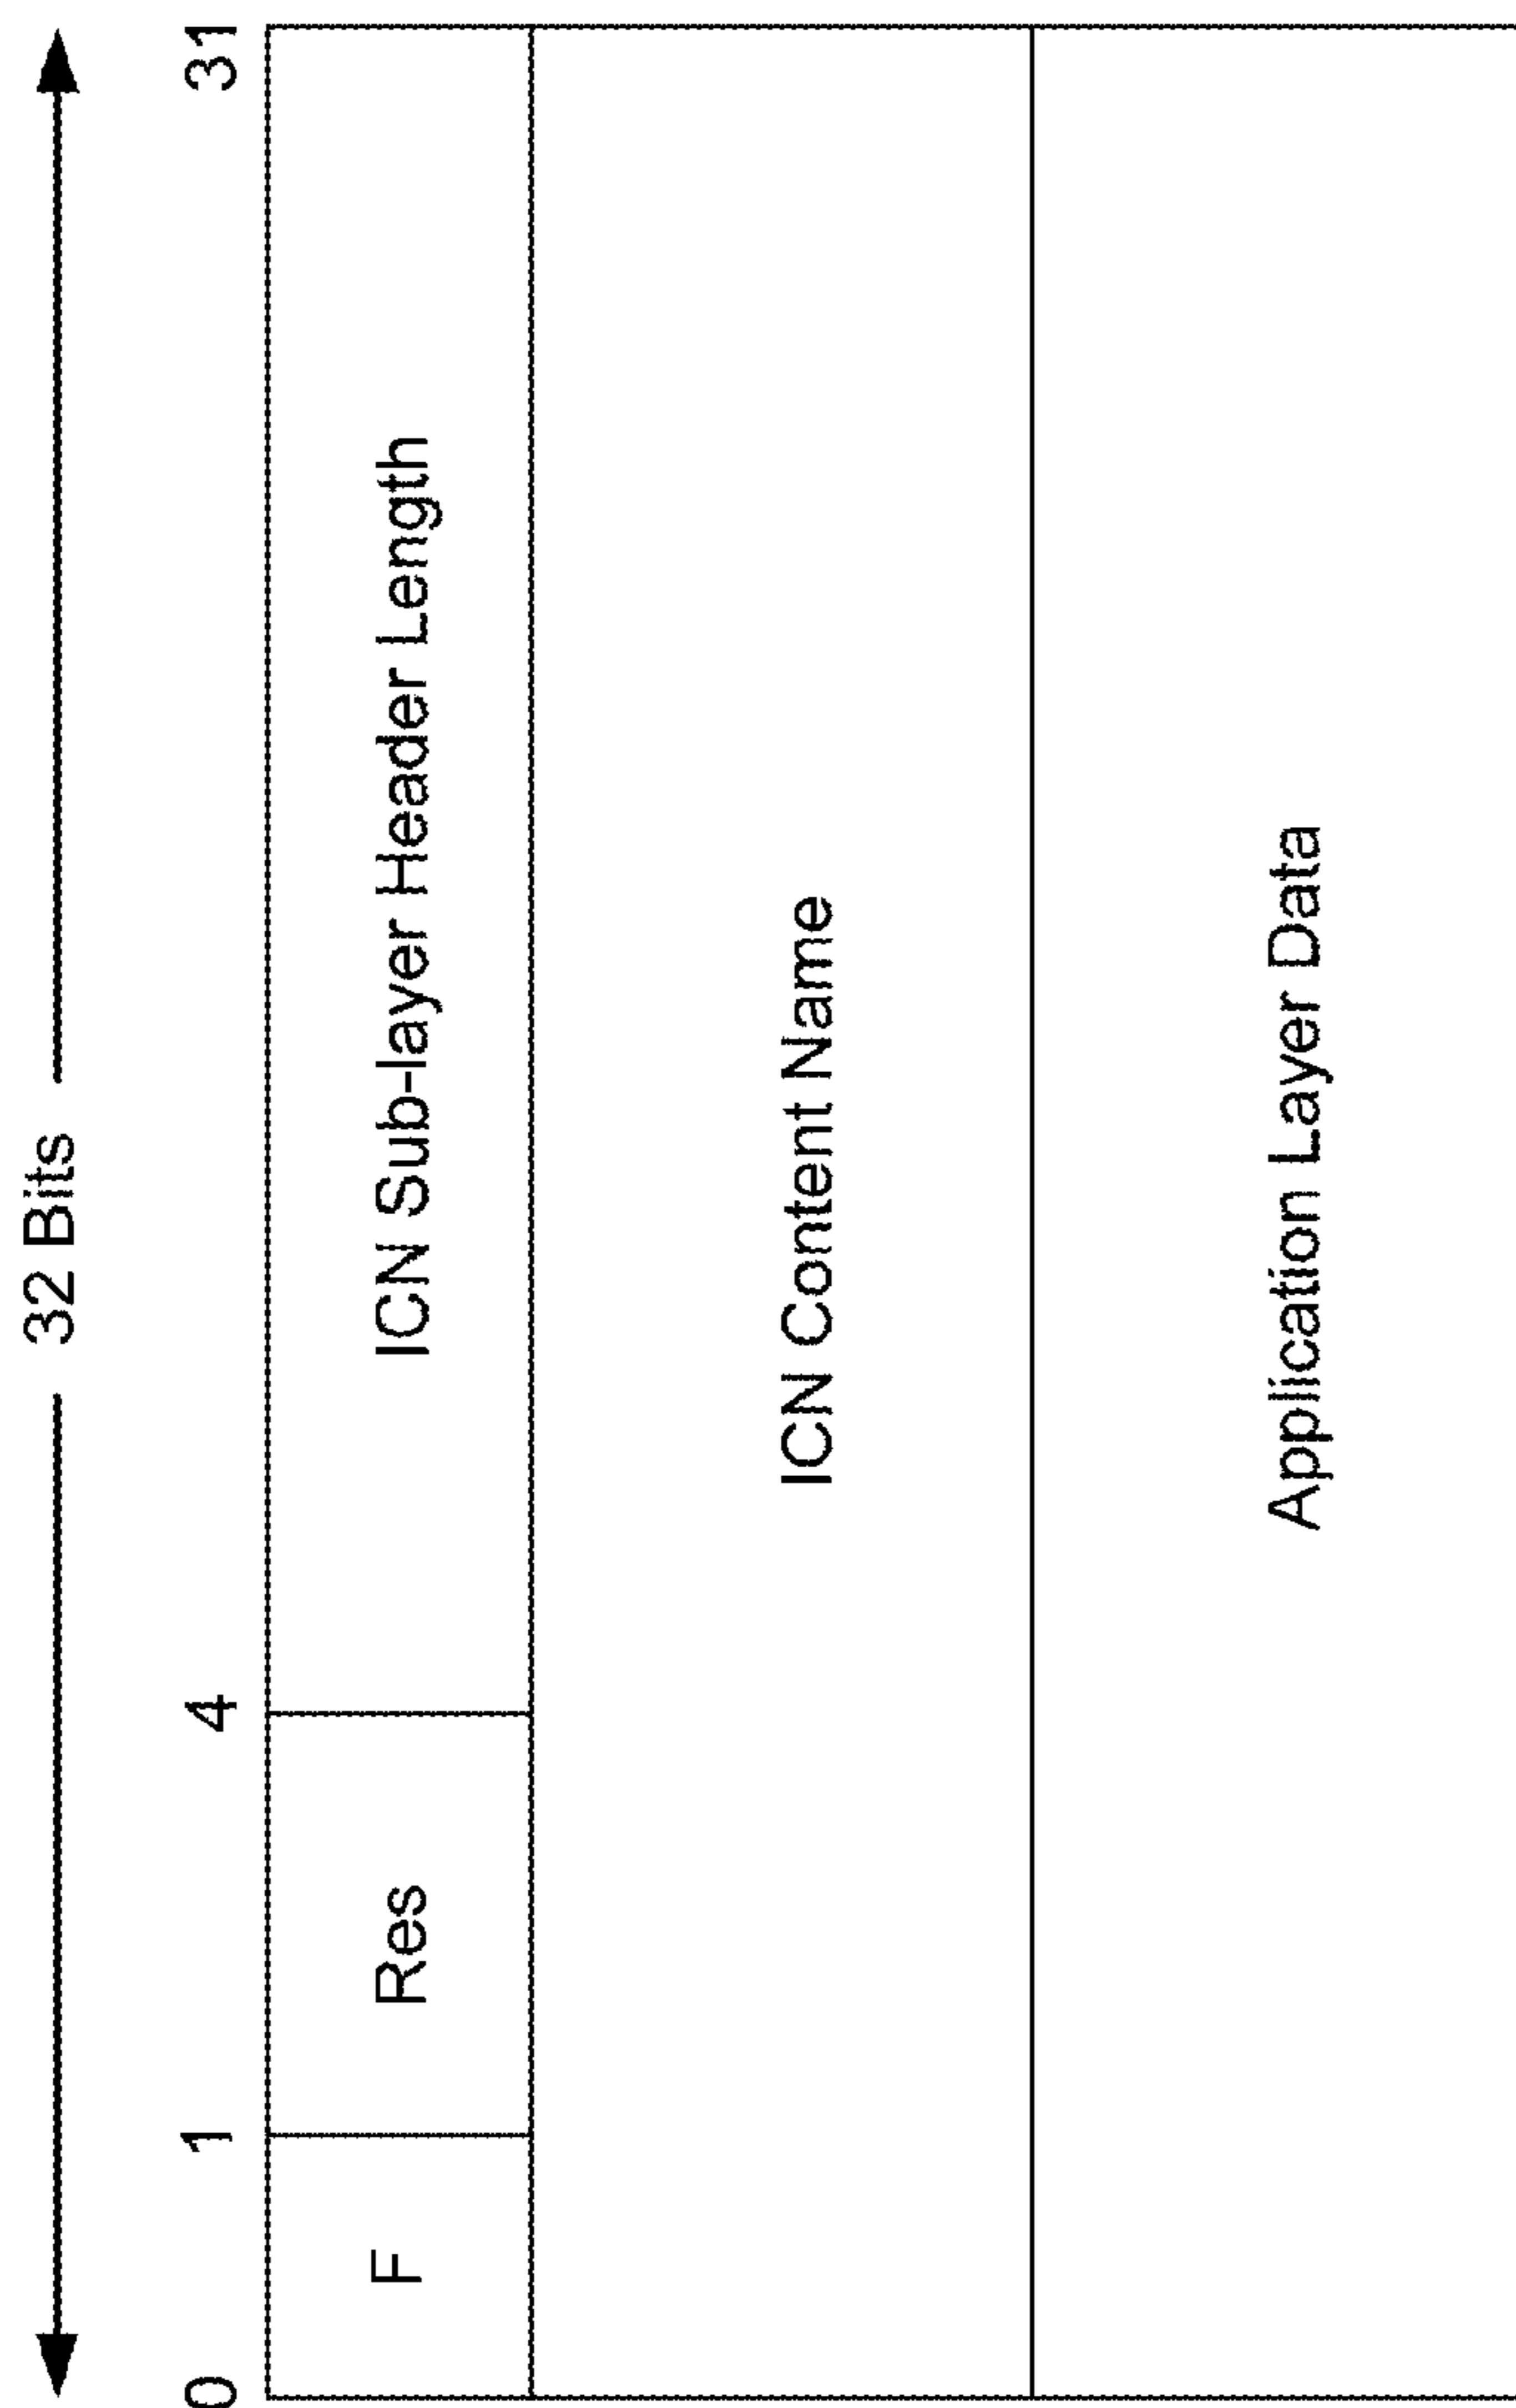 32 Bits
0 1 4 31
F Res ICN Sub-layer Header Length
ICN Content Name
Application Layer Data